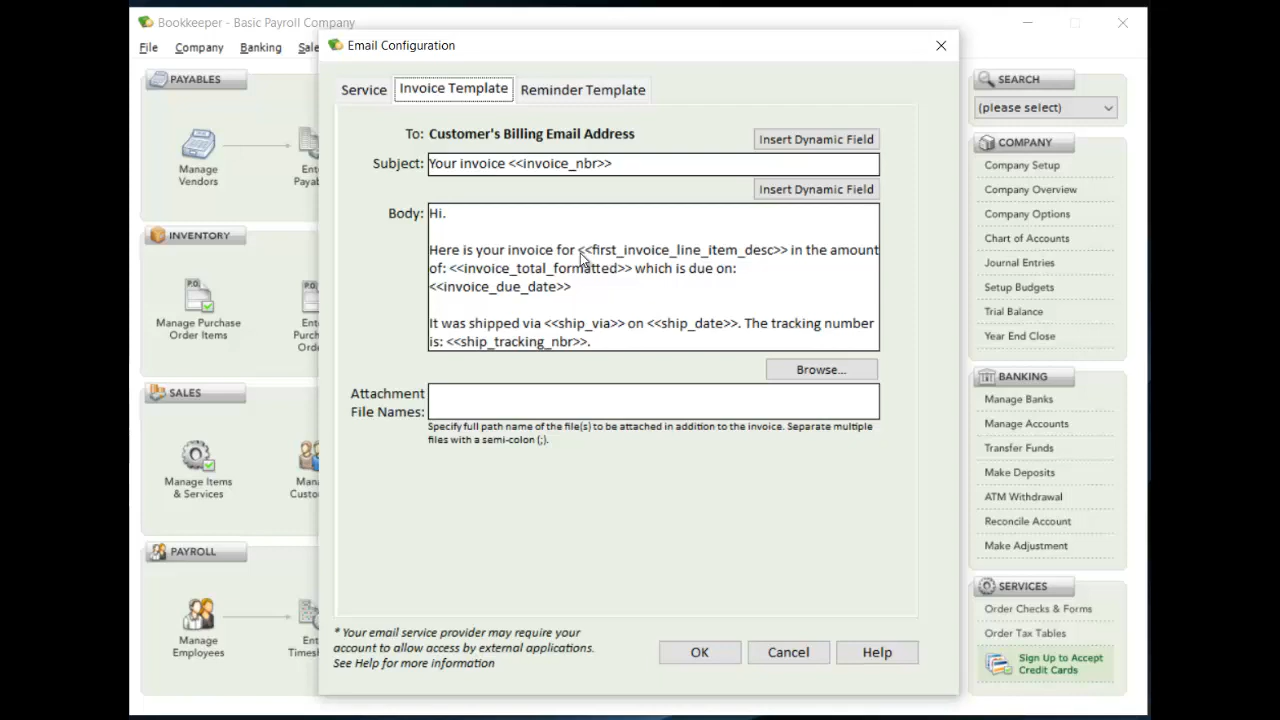 Bookkeeper - Basic Payroll Company
File Company Banking
Email Configuration
Service Invoice Template Reminder Template
To: Customer's Billing Email Address
Insert Dynamic Field
Subject: Your invoice <<invoice_nbr>>
Insert Dynamic Field
Body: Hi.
Here is your invoice for <<first_invoice_line_item_desc>> in the amount
of: <<invoice_total_formatted>> which is due on:
<<invoice_due_date>>
It was shipped via <<ship_via>> on <<ship_date>>. The tracking number
is: <<ship_tracking_nbr>>.
Browse...
Attachment
File Names:
Specify full path name of the file(s) to be attached in addition to the invoice. Separate multiple
files with a semi-colon (;).
* Your email service provider may require your
account to allow access by external applications.
See Help for more information
OK Cancel Help
PAYABLES
Manage
Vendors
INVENTORY
Manage Purchase
Order Items
SALES
Manage Items
& Services
PAYROLL
Manage
Employees
SEARCH
(please select)
COMPANY
Company Setup
Company Overview
Company Options
Chart of Accounts
Journal Entries
Setup Budgets
Trial Balance
Year End Close
BANKING
Manage Banks
Manage Accounts
Transfer Funds
Make Deposits
ATM Withdrawal
Reconcile Account
Make Adjustment
SERVICES
Order Checks & Forms
Order Tax Tables
Sign Up to Accept
Credit Cards